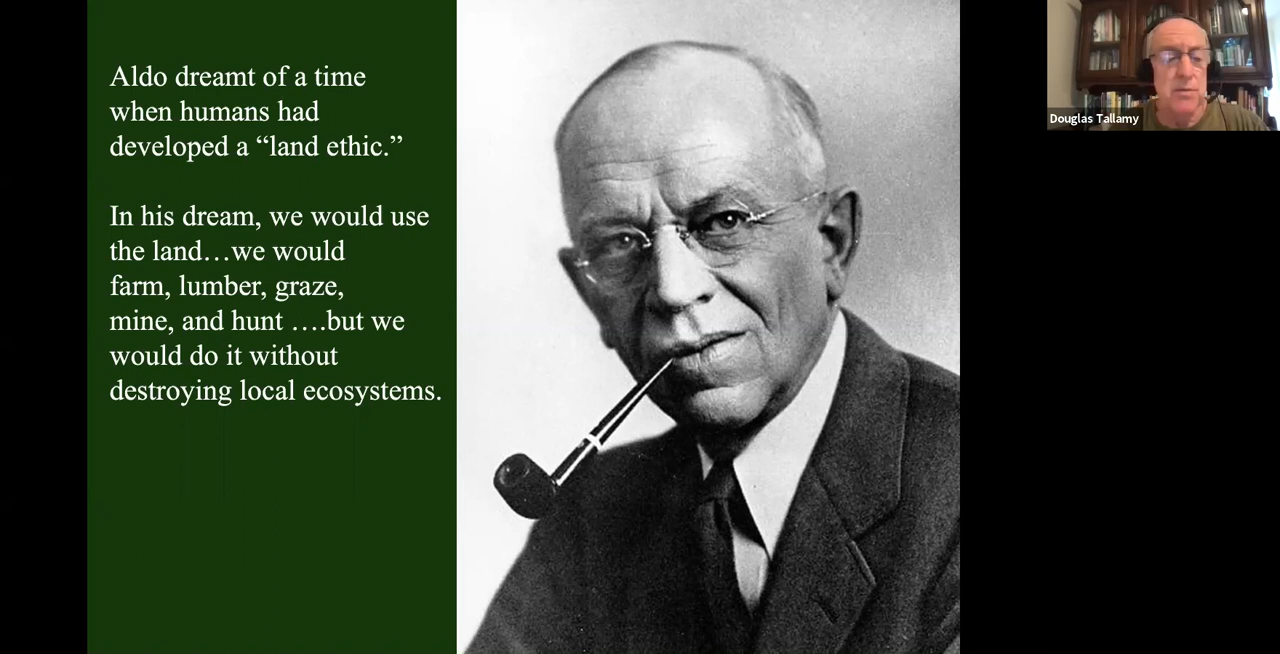 Aldo dreamt of a time
when humans had
developed a “land ethic.”
In his dream, we would use
the land…we would
farm, lumber, graze,
mine, and hunt ….but we
would do it without
destroying local ecosystems.
Douglas Tallamy